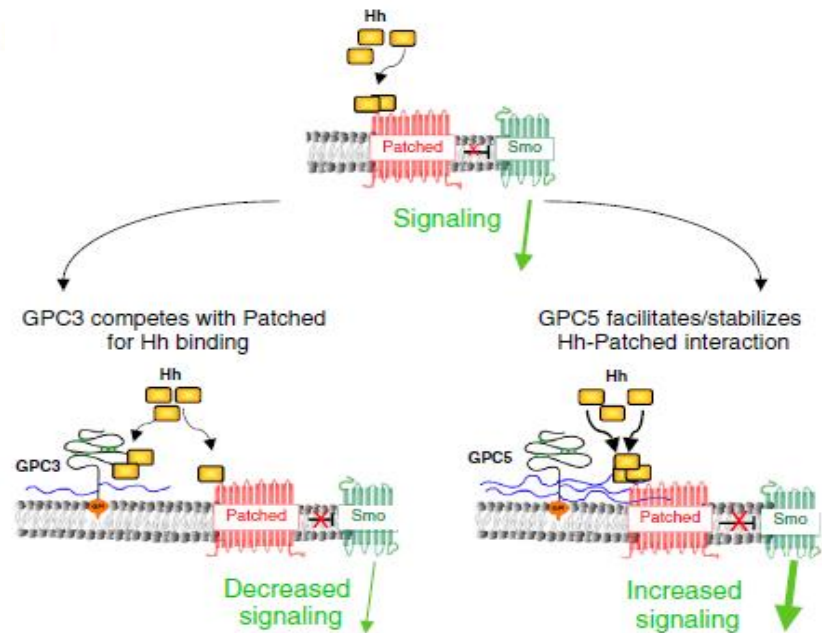 Hh
Patched
Smo
Signaling
GPC3 competes with Patched
for Hh binding
GPC5 facilitates/stabilizes
Hh-Patched interaction
Hh
GPC3
Patched
Smo
Decreased
signaling
Hh
GPC5
Patched
Smo
Increased
signaling